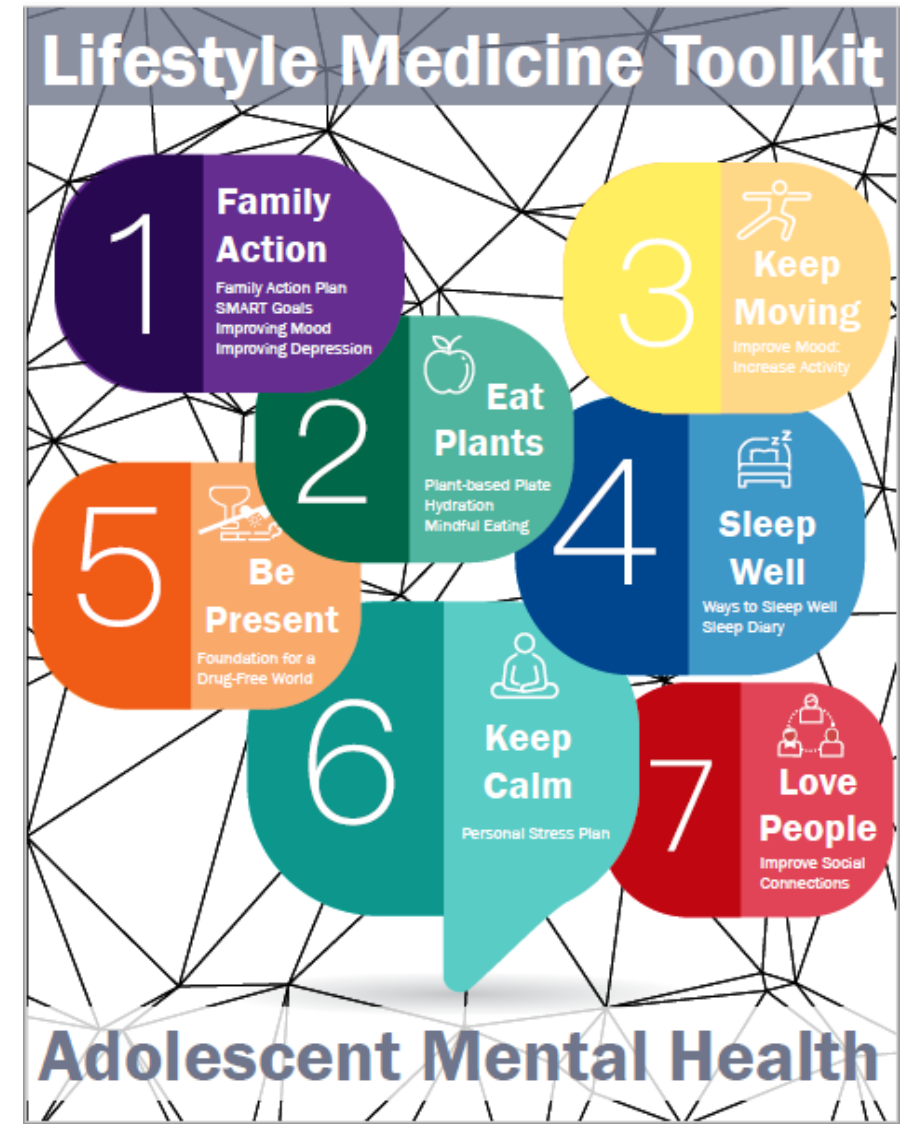 Lifestyle Medicine Toolkit
1
Family
Action
Family Action Plan
SMART Goals
Improving Mood
Improving Depression
2
Eat
Plants
Plant-based Plate
Hydration
Mindful Eating
3
Keep
Moving
Improve Mood:
Increase Activity
4
zz
Sleep
Well
Ways to Sleep Well
Sleep Diary
5
Be
Present
Foundation for a
Drug-Free World
6
Keep
Calm
Personal Stress Plan
7
Love
People
Improve Social
Connections
Adolescent Mental Health